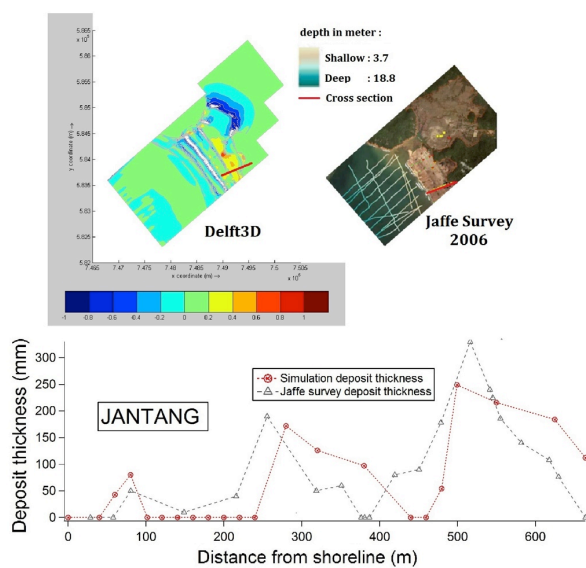 depth in meter :
Shallow : 3.7
Deep : 18.8
Cross section
5.865
x 10⁵
5.86
5.855
5.85
5.845
5.84
5.835
5.83
5.825
5.82
y coordinate (m) →
Delft3D
Jaffe Survey
2006
7.465 7.47 7.475 7.48 7.485 7.49 7.495 7.5 7.505
x coordinate (m) →
x 10⁵
-1 -0.8 -0.6 -0.4 -0.2 0 0.2 0.4 0.6 0.8 1
Deposit thickness (mm)
300
250
200
150
100
50
0
JANTANG
Simulation deposit thickness
Jaffe survey deposit thickness
0 100 200 300 400 500 600
Distance from shoreline (m)